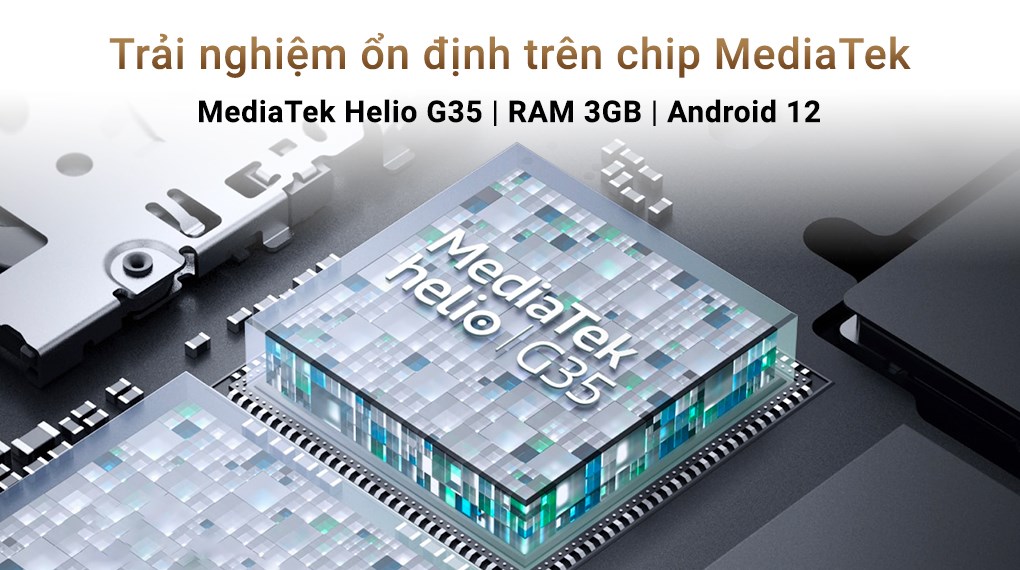 Trải nghiệm ổn định trên chip MediaTek
MediaTek Helio G35 | RAM 3GB | Android 12
MediaTek
helio | G35